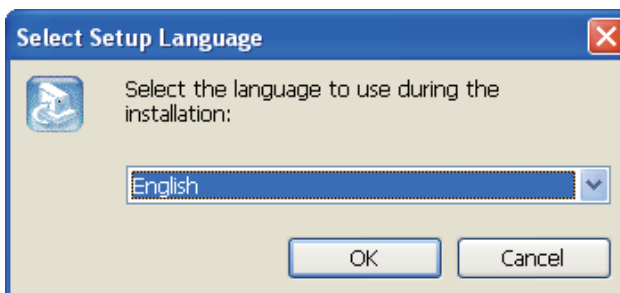 Select Setup Language
Select the language to use during the
installation:
English
OK
Cancel